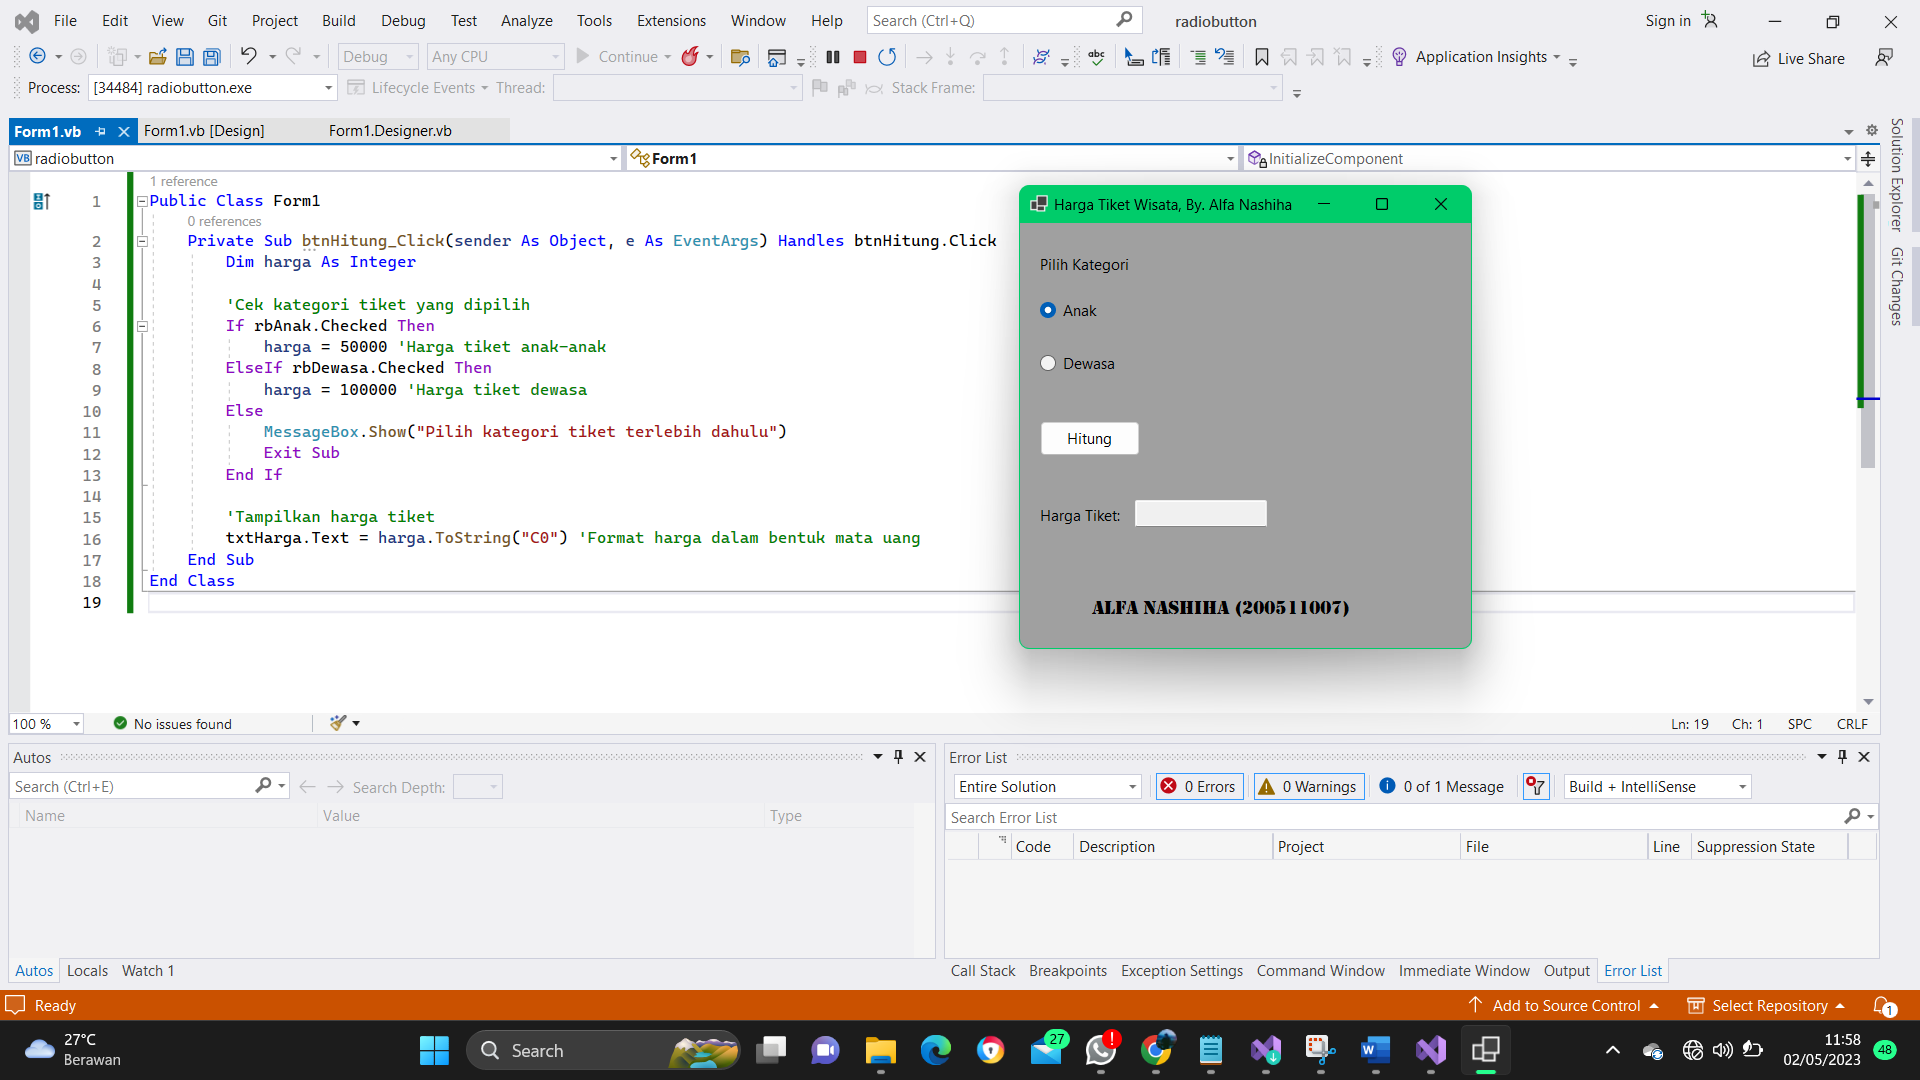 File Edit View Git Project Build Debug Test Analyze Tools Extensions Window Help Search (Ctrl+Q) radiobutton Sign in
Debug Any CPU Continue abc Application Insights Live Share
Process: [34484] radiobutton.exe Lifecycle Events Thread: Stack Frame:
Form1.vb Form1.vb [Design] Form1.Designer.vb
VB radiobutton Form1 InitializeComponent
1 reference
1 Public Class Form1
0 references
2 Private Sub btnHitung_Click(sender As Object, e As EventArgs) Handles btnHitung.Click
3 Dim harga As Integer
4
5 'Cek kategori tiket yang dipilih
6 If rbAnak.Checked Then
7 harga = 50000 'Harga tiket anak-anak
8 ElseIf rbDewasa.Checked Then
9 harga = 100000 'Harga tiket dewasa
10 Else
11 MessageBox.Show("Pilih kategori tiket terlebih dahulu")
12 Exit Sub
13 End If
14
15 'Tampilkan harga tiket
16 txtHarga.Text = harga.ToString("C0") 'Format harga dalam bentuk mata uang
17 End Sub
18 End Class
19
Harga Tiket Wisata, By. Alfa Nashiha
Pilih Kategori
Anak
Dewasa
Hitung
Harga Tiket:
ALFA NASHIHA (200511007)
Solution Explorer
Git Changes
100 % No issues found Ln: 19 Ch: 1 SPC CRLF
Autos
Search (Ctrl+E) Search Depth:
Name Value Type
Autos Locals Watch 1
Error List
Entire Solution 0 Errors 0 Warnings 0 of 1 Message Build + IntelliSense
Search Error List
Code Description Project File Line Suppression State
Call Stack Breakpoints Exception Settings Command Window Immediate Window Output Error List
Ready Add to Source Control Select Repository 1
27°C
Berawan
Search
27
11:58
02/05/2023
48